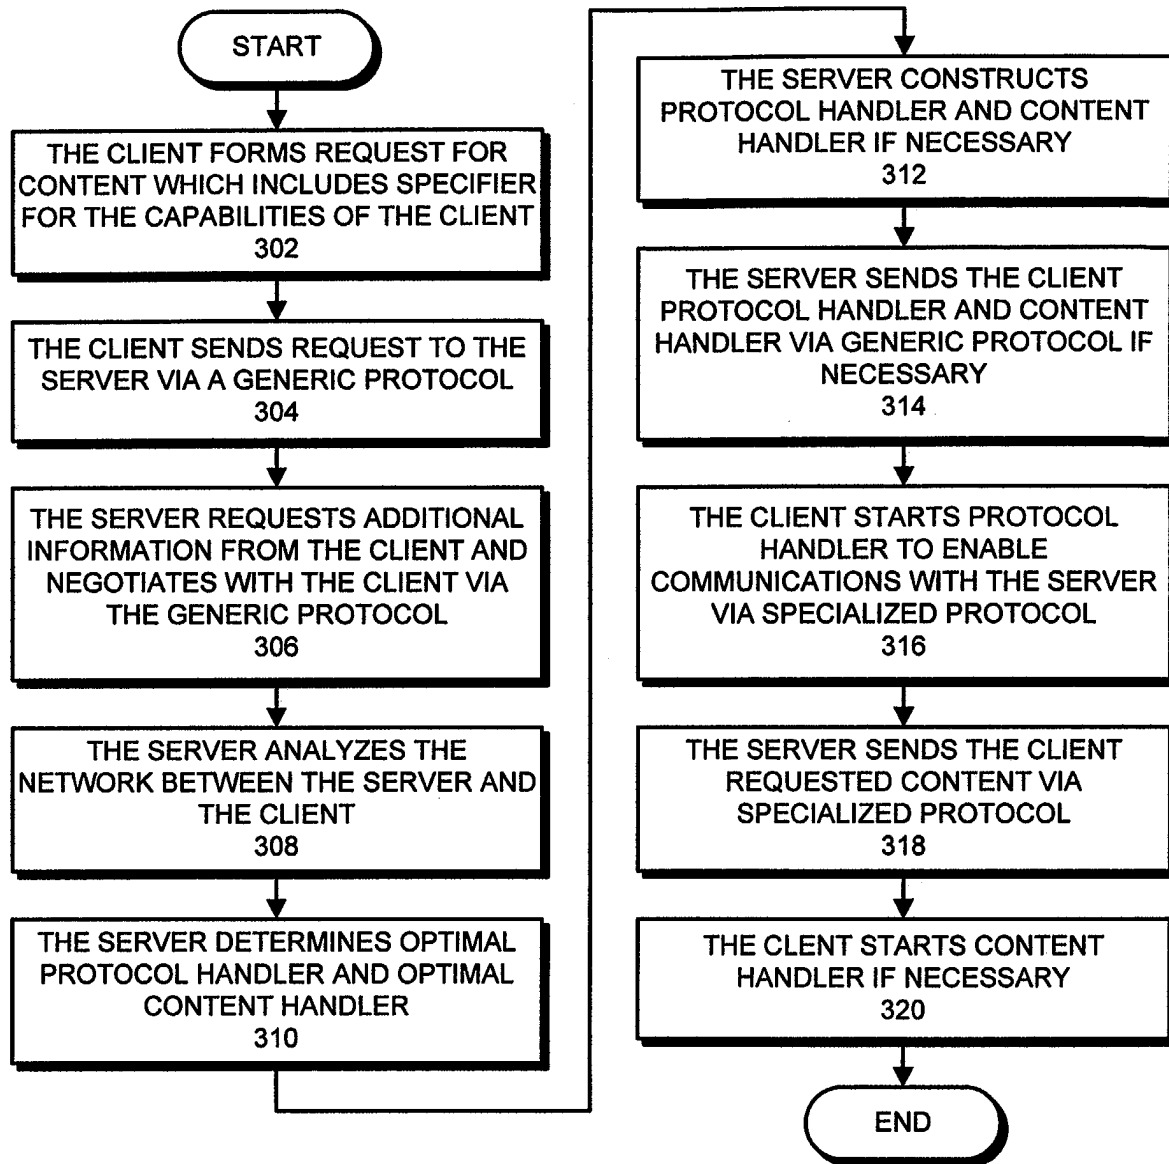 START
THE CLIENT FORMS REQUEST FOR
CONTENT WHICH INCLUDES SPECIFIER
FOR THE CAPABILITIES OF THE CLIENT
302
THE CLIENT SENDS REQUEST TO THE
SERVER VIA A GENERIC PROTOCOL
304
THE SERVER REQUESTS ADDITIONAL
INFORMATION FROM THE CLIENT AND
NEGOTIATES WITH THE CLIENT VIA
THE GENERIC PROTOCOL
306
THE SERVER ANALYZES THE
NETWORK BETWEEN THE SERVER AND
THE CLIENT
308
THE SERVER DETERMINES OPTIMAL
PROTOCOL HANDLER AND OPTIMAL
CONTENT HANDLER
310
THE SERVER CONSTRUCTS
PROTOCOL HANDLER AND CONTENT
HANDLER IF NECESSARY
312
THE SERVER SENDS THE CLIENT
PROTOCOL HANDLER AND CONTENT
HANDLER VIA GENERIC PROTOCOL IF
NECESSARY
314
THE CLIENT STARTS PROTOCOL
HANDLER TO ENABLE
COMMUNICATIONS WITH THE SERVER
VIA SPECIALIZED PROTOCOL
316
THE SERVER SENDS THE CLIENT
REQUESTED CONTENT VIA
SPECIALIZED PROTOCOL
318
THE CLENT STARTS CONTENT
HANDLER IF NECESSARY
320
END